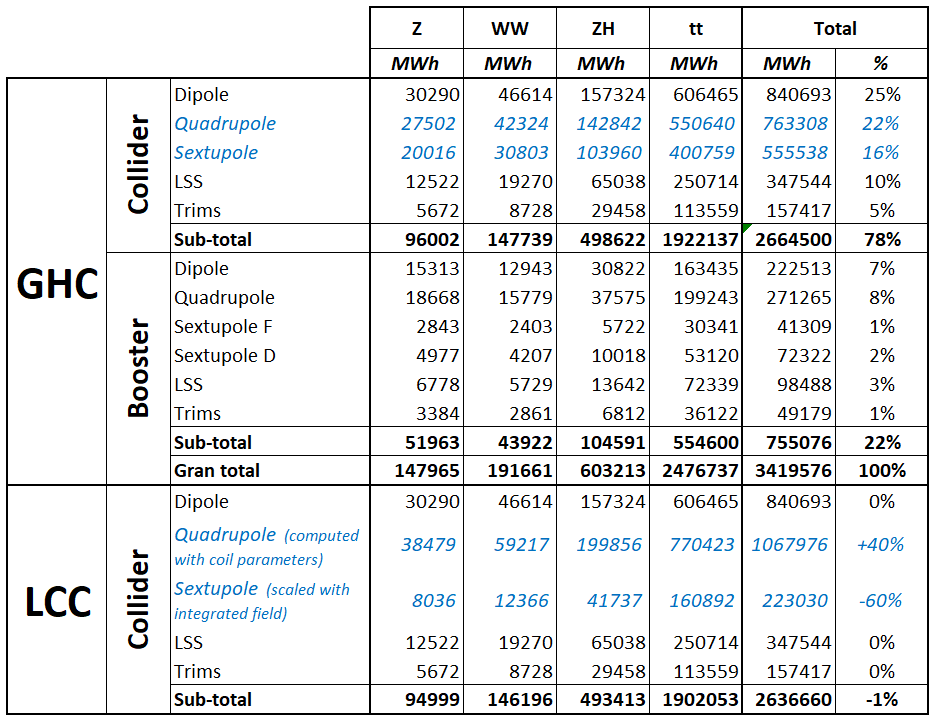 Z WW ZH tt Total
MWh MWh MWh MWh MWh %
GHC
Collider
Dipole 30290 46614 157324 606465 840693 25%
Quadrupole 27502 42324 142842 550640 763308 22%
Sextupole 20016 30803 103960 400759 555538 16%
LSS 12522 19270 65038 250714 347544 10%
Trims 5672 8728 29458 113559 157417 5%
Sub-total 96002 147739 498622 1922137 2664500 78%
Booster
Dipole 15313 12943 30822 163435 222513 7%
Quadrupole 18668 15779 37575 199243 271265 8%
Sextupole F 2843 2403 5722 30341 41309 1%
Sextupole D 4977 4207 10018 53120 72322 2%
LSS 6778 5729 13642 72339 98488 3%
Trims 3384 2861 6812 36122 49179 1%
Sub-total 51963 43922 104591 554600 755076 22%
Gran total 147965 191661 603213 2476737 3419576 100%
LCC
Collider
Dipole 30290 46614 157324 606465 840693 0%
Quadrupole (computed
with coil parameters) 38479 59217 199856 770423 1067976 +40%
Sextupole (scaled with
integrated field) 8036 12366 41737 160892 223030 -60%
LSS 12522 19270 65038 250714 347544 0%
Trims 5672 8728 29458 113559 157417 0%
Sub-total 94999 146196 493413 1902053 2636660 -1%